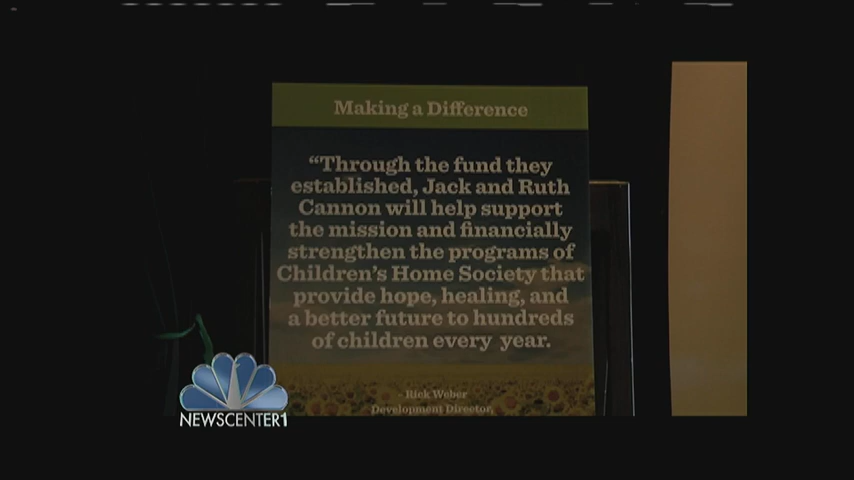 Making a Difference
“Through the fund they
established, Jack and Ruth
Cannon will help support
the mission and financially
strengthen the programs of
Children’s Home Society that
provide hope, healing, and
a better future to hundreds
of children every year.
- Rick Weber
Development Director,
NEWSCENTER1